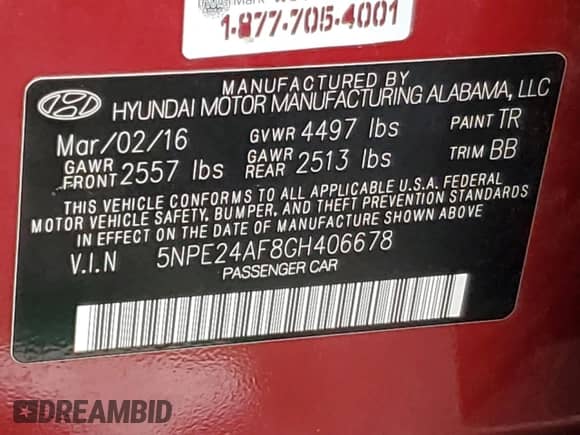 1-877-705-4001
MANUFACTURED BY
HYUNDAI MOTOR MANUFACTURING ALABAMA, LLC
Mar/02/16 GVWR 4497 lbs PAINT TR
GAWR FRONT 2557 lbs GAWR REAR 2513 lbs TRIM BB
THIS VEHICLE CONFORMS TO ALL APPLICABLE U.S.A. FEDERAL
MOTOR VEHICLE SAFETY, BUMPER, AND THEFT PREVENTION STANDARDS
IN EFFECT ON THE DATE OF MANUFACTURE SHOWN ABOVE.
V.I.N 5NPE24AF8GH406678
PASSENGER CAR
DREAMBID